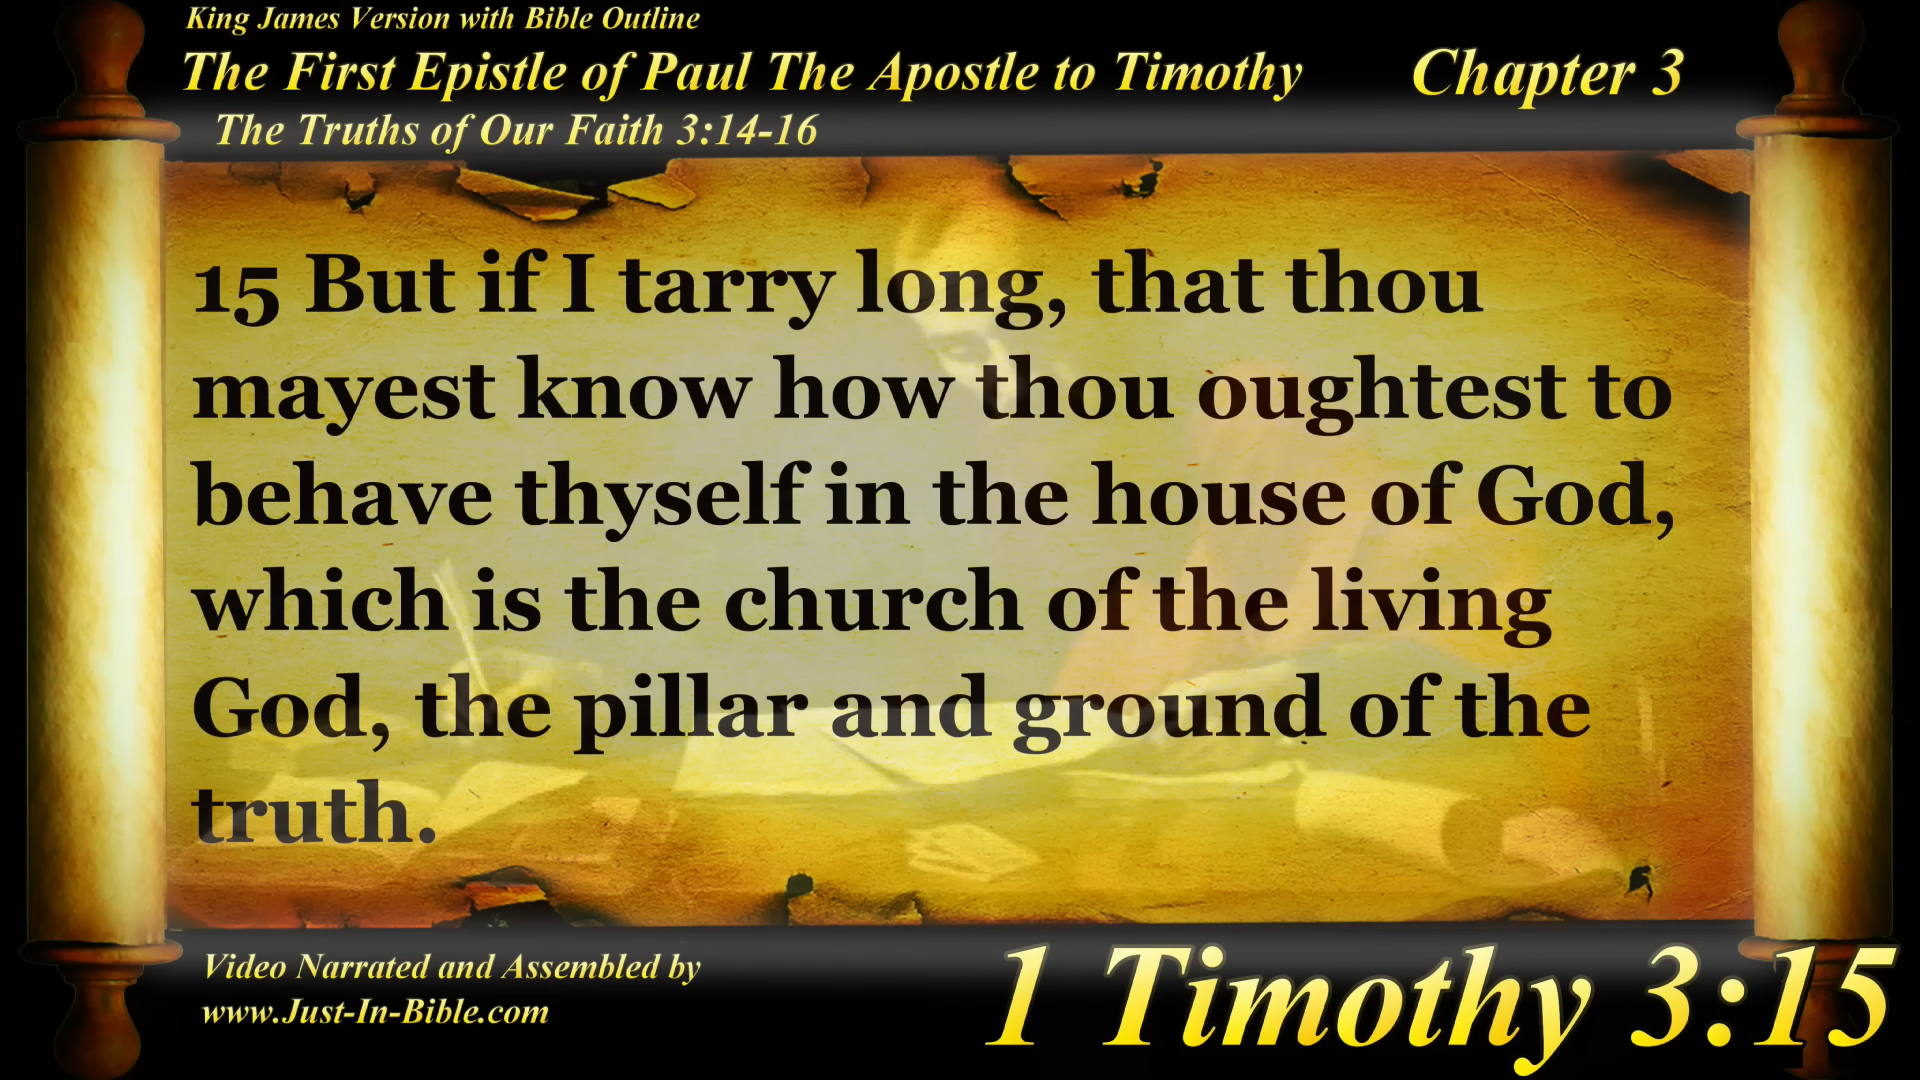 King James Version with Bible Outline
The First Epistle of Paul The Apostle to Timothy
Chapter 3
The Truths of Our Faith 3:14-16
15 But if I tarry long, that thou
mayest know how thou oughtest to
behave thyself in the house of God,
which is the church of the living
God, the pillar and ground of the
truth.
Video Narrated and Assembled by
www.Just-In-Bible.com
1 Timothy 3:15